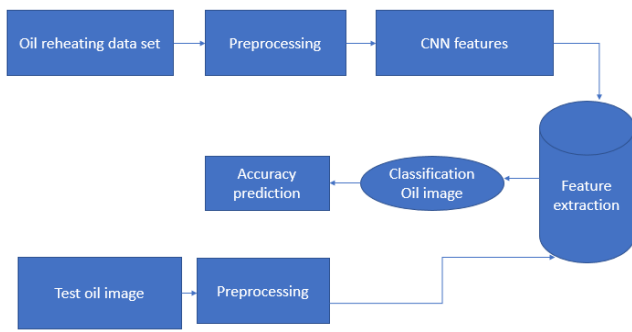 Oil reheating data set
Preprocessing
CNN features
Accuracy
prediction
Classification
Oil image
Feature
extraction
Test oil image
Preprocessing